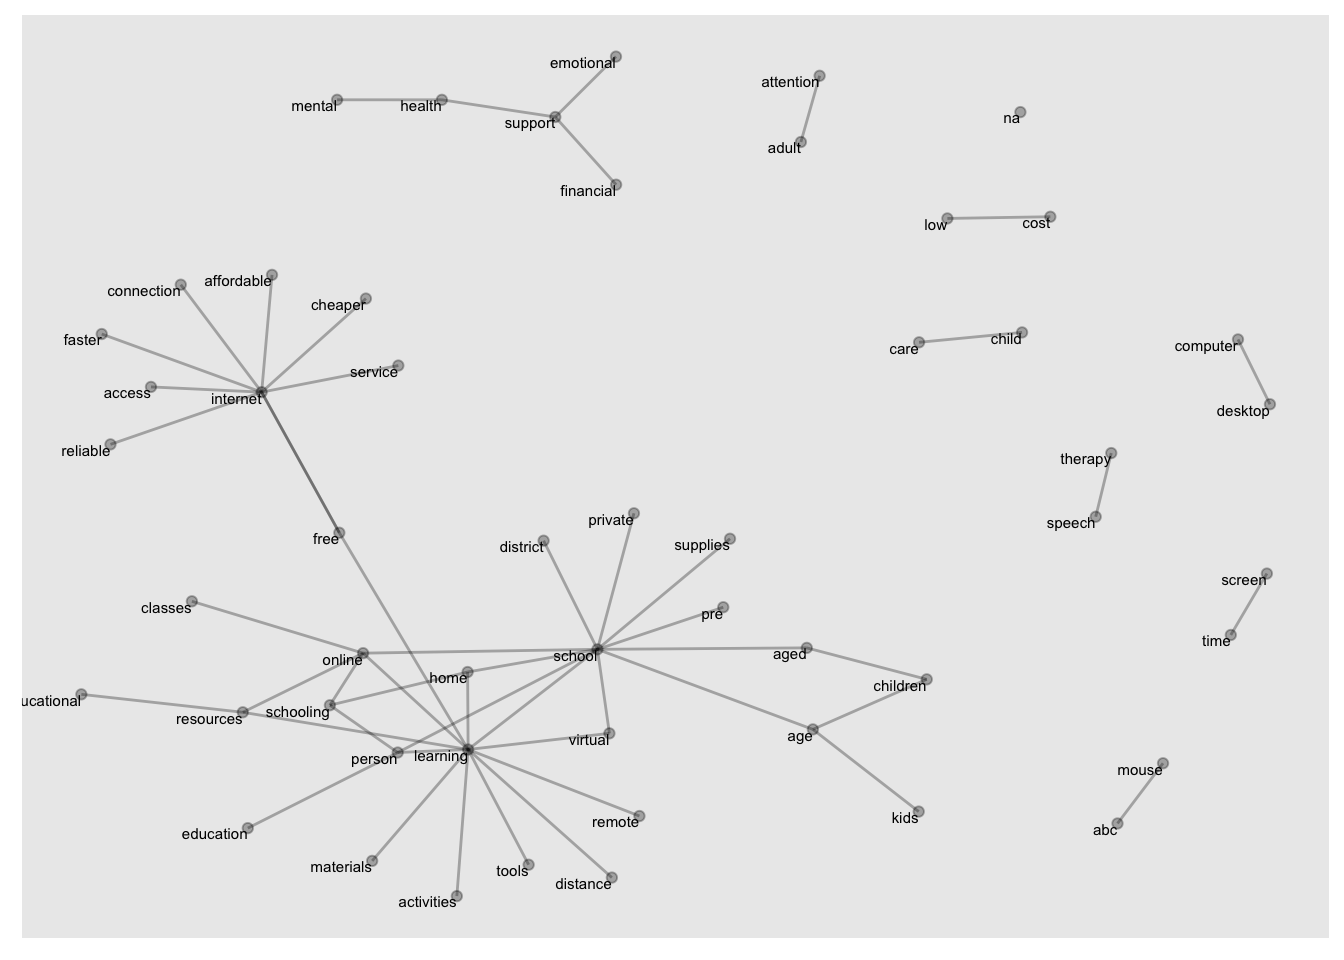 emotional
attention
mental
health
na
support
adult
financial
low
cost
affordable
connection
cheaper
faster
child
computer
care
service
access
internet
desktop
reliable
therapy
private
speech
free
district
supplies
screen
classes
pre
time
school
aged
online
home
children
ucational
schooling
resources
age
virtual
learning
person
mouse
kids
remote
abc
education
materials
tools
distance
activities